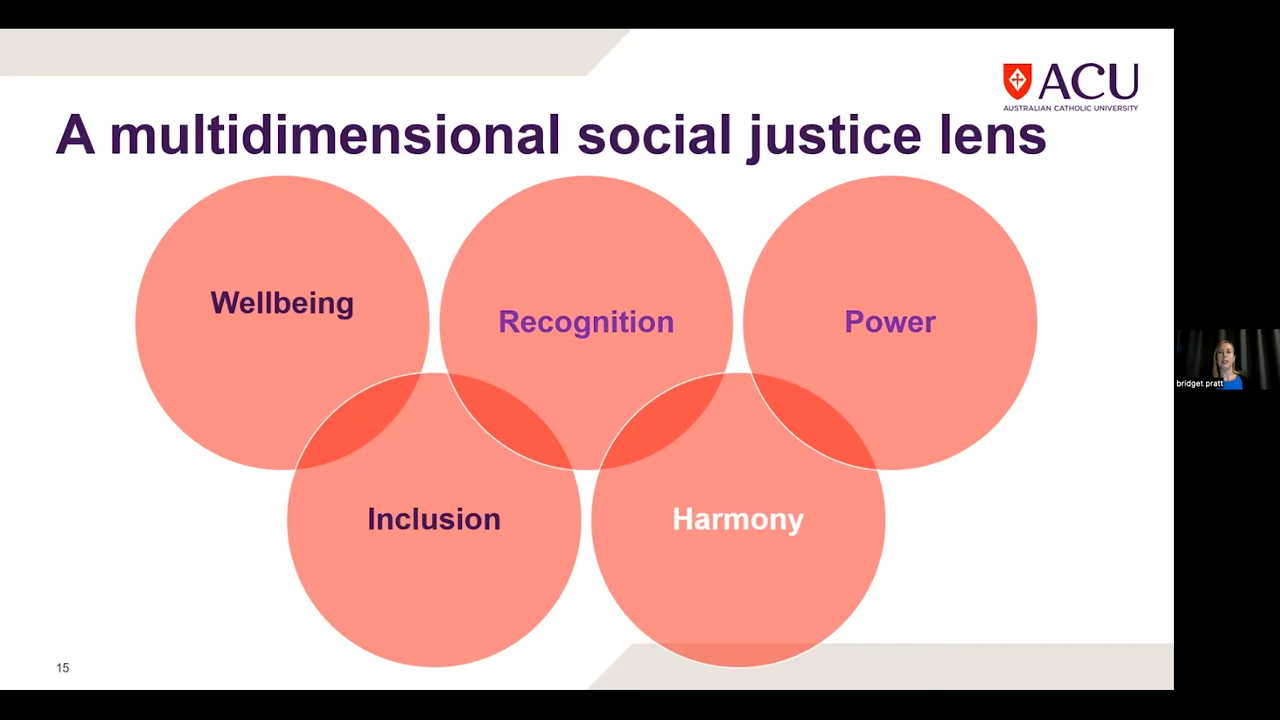 ACU
AUSTRALIAN CATHOLIC UNIVERSITY
A multidimensional social justice lens
Wellbeing
Recognition
Power
Inclusion
Harmony
bridget pratt
15